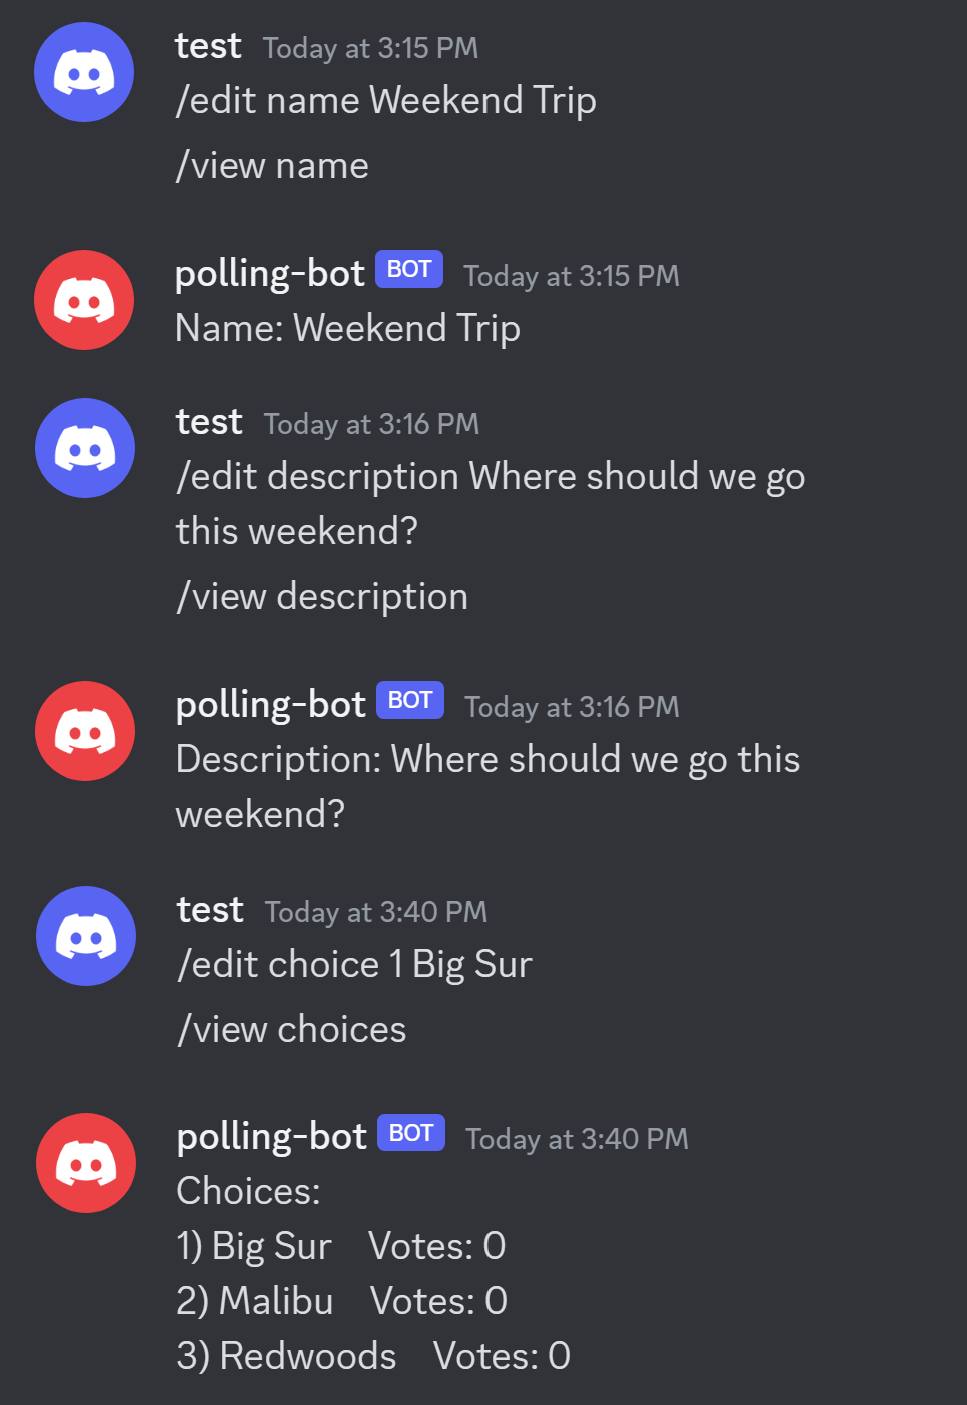 test Today at 3:15 PM
/edit name Weekend Trip
/view name
polling-bot BOT Today at 3:15 PM
Name: Weekend Trip
test Today at 3:16 PM
/edit description Where should we go
this weekend?
/view description
polling-bot BOT Today at 3:16 PM
Description: Where should we go this
weekend?
test Today at 3:40 PM
/edit choice 1 Big Sur
/view choices
polling-bot BOT Today at 3:40 PM
Choices:
1) Big Sur Votes: 0
2) Malibu Votes: 0
3) Redwoods Votes: 0